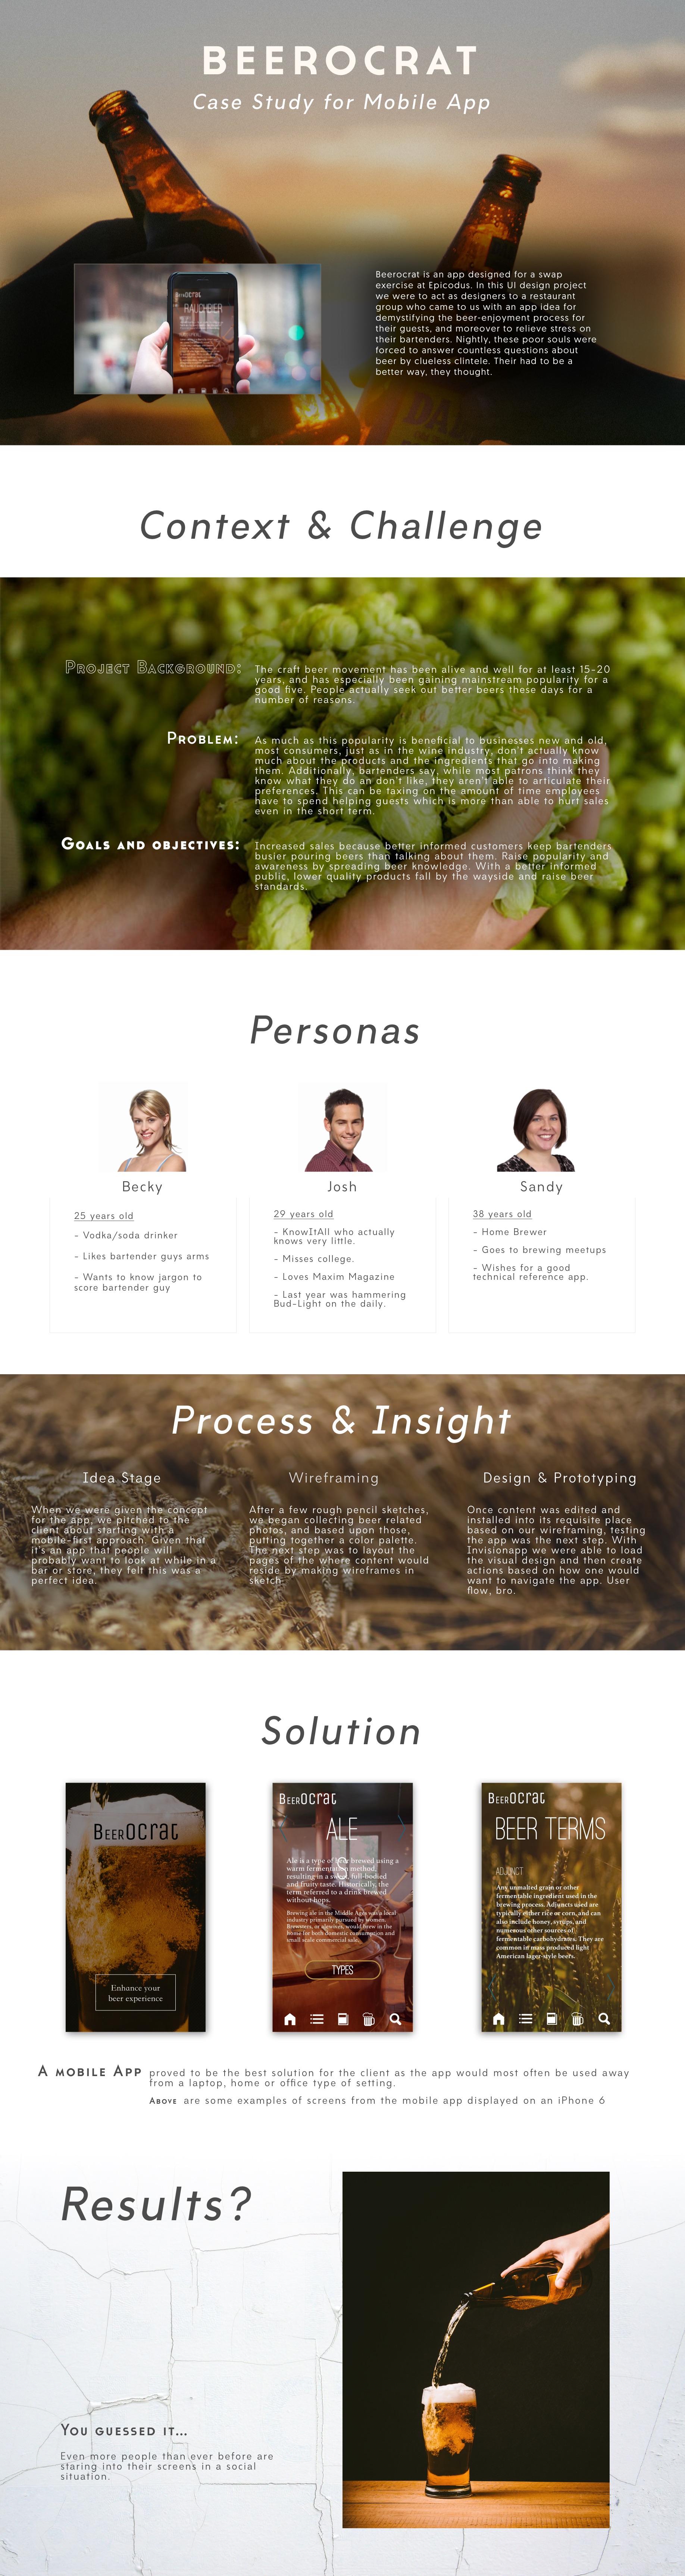 BEEROCRAT
Case Study for Mobile App
BeerOcrat
RAUCHBIER
Beerocrat is an app designed for a swap
exercise at Epicodus. In this UI design project
we were to act as designers to a restaurant
group who came to us with an app idea for
demystifying the beer-enjoyment process for
their guests, and moreover to relieve stress on
their bartenders. Nightly, these poor souls were
forced to answer countless questions about
beer by clueless clintele. Their had to be a
better way, they thought.
Context & Challenge
Project Background:
The craft beer movement has been alive and well for at least 15-20
years, and has especially been gaining mainstream popularity for a
good five. People actually seek out better beers these days for a
number of reasons.
Problem:
As much as this popularity is beneficial to businesses new and old,
most consumers, just as in the wine industry, don't actually know
much about the products and the ingredients that go into making
them. Additionally, bartenders say, while most patrons think they
know what they do an don't like, they aren't able to articulate their
preferences. This can be taxing on the amount of time employees
have to spend helping guests which is more than able to hurt sales
even in the short term.
Goals and objectives:
Increased sales because better informed customers keep bartenders
busier pouring beers than talking about them. Raise popularity and
awareness by spreading beer knowledge. With a better informed
public, lower quality products fall by the wayside and raise beer
standards.
Personas
Becky
25 years old
- Vodka/soda drinker
- Likes bartender guys arms
- Wants to know jargon to
score bartender guy
Josh
29 years old
- KnowItAll who actually
knows very little.
- Misses college.
- Loves Maxim Magazine
- Last year was hammering
Bud-Light on the daily.
Sandy
38 years old
- Home Brewer
- Goes to brewing meetups
- Wishes for a good
technical reference app.
Process & Insight
Idea Stage
When we were given the concept
for the app, we pitched to the
client about starting with a
mobile-first approach. Given that
it's an app that people will
probably want to look at while in a
bar or store, they felt this was a
perfect idea.
Wireframing
After a few rough pencil sketches,
we began collecting beer related
photos, and based upon those,
putting together a color palette.
The next step was to layout the
pages of the where content would
reside by making wireframes in
sketch
Design & Prototyping
Once content was edited and
installed into its requisite place
based on our wireframing, testing
the app was the next step. With
Invisionapp we were able to load
the visual design and then create
actions based on how one would
want to navigate the app. User
flow, bro.
Solution
BeerOcrat
Enhance your
beer experience
BeerOcrat
ALE
Ale is a type of beer brewed using a
warm fermentation method,
resulting in a sweet, full-bodied
and fruity taste. Historically, the
term referred to a drink brewed
without hops.
Brewing ale in the Middle Ages was a local
industry primarily pursued by women.
Brewsters, or alewives, would brew in the
home for both domestic consumption and
small scale commercial sale.
TYPES
BeerOcrat
BEER TERMS
ADJUNCT
Any unmalted grain or other
fermentable ingredient used in the
brewing process. Adjuncts used are
typically either rice or corn, and can
also include honey, syrups, and
numerous other sources of
fermentable carbohydrates. They are
common in mass produced light
American lager-style beers.
A mobile App proved to be the best solution for the client as the app would most often be used away
from a laptop, home or office type of setting.
Above are some examples of screens from the mobile app displayed on an iPhone 6
Results?
You guessed it...
Even more people than ever before are
staring into their screens in a social
situation.